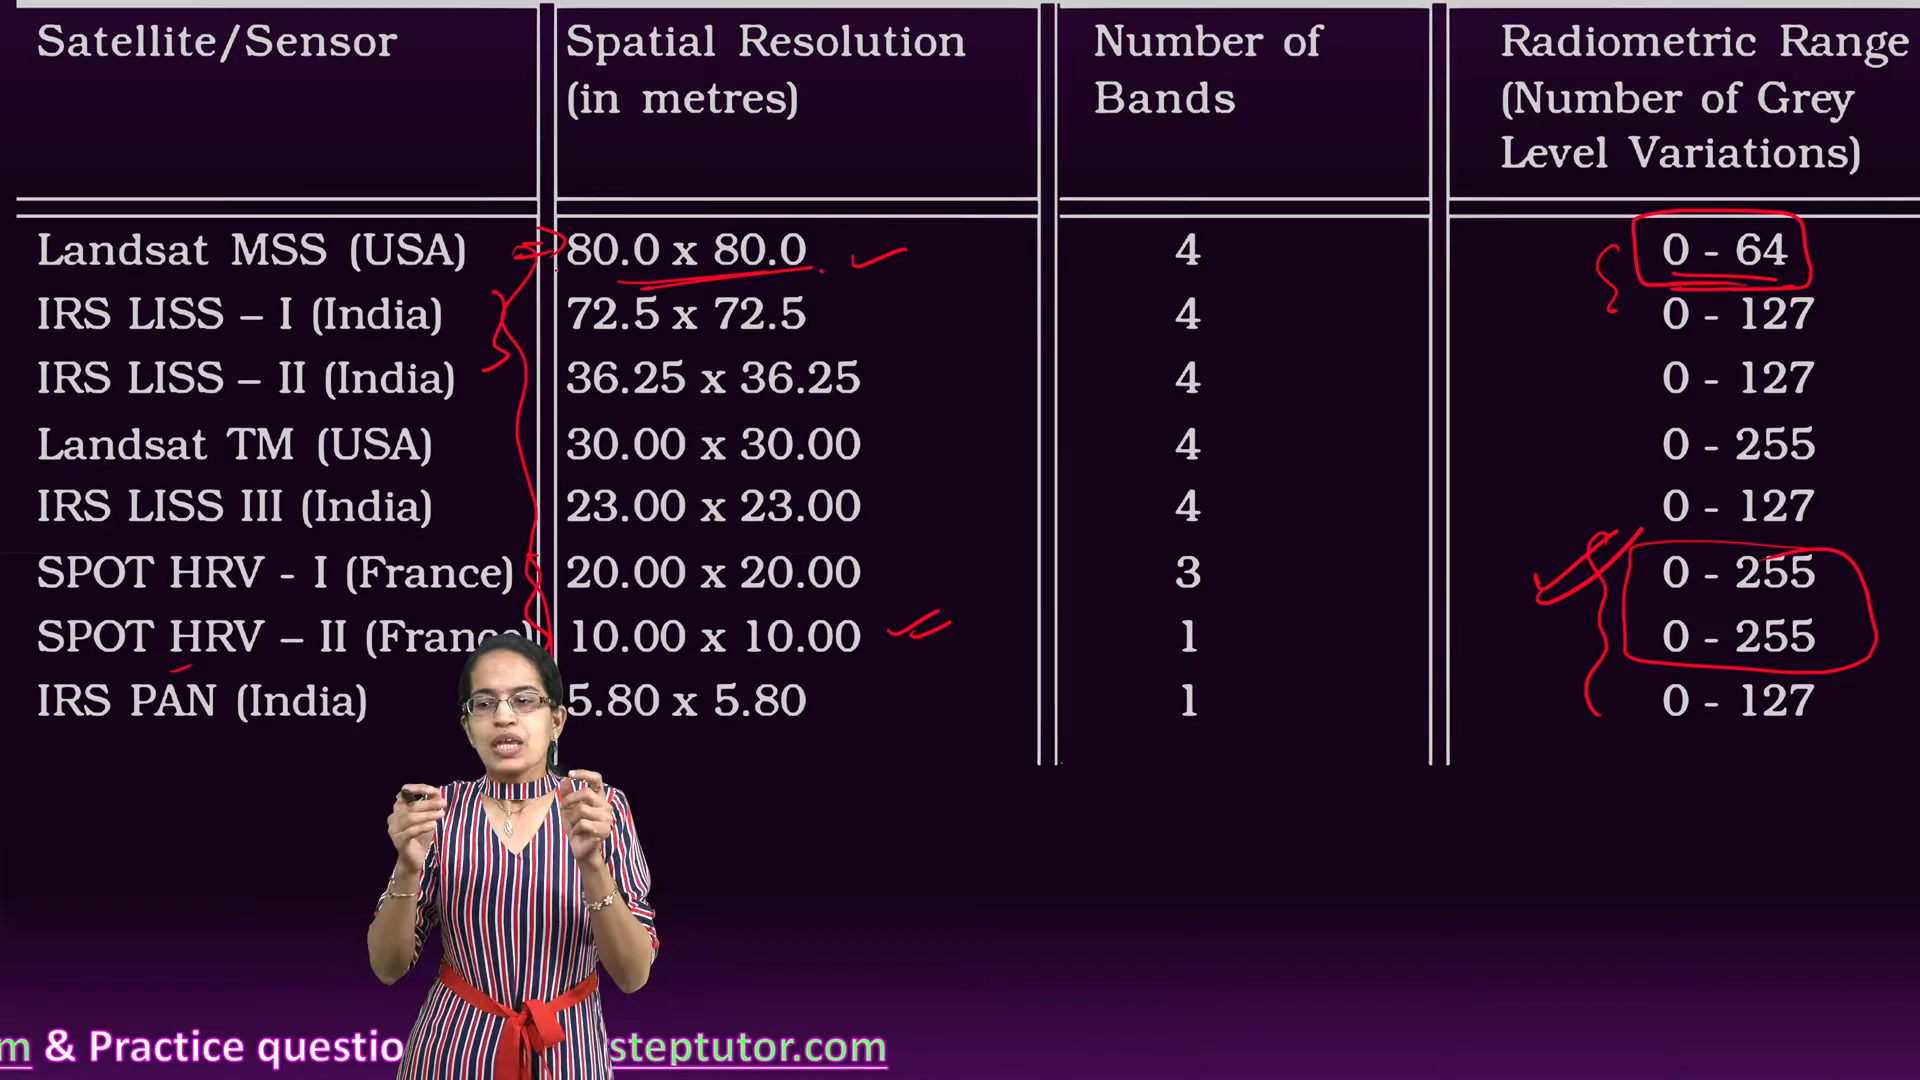 Satellite/Sensor Spatial Resolution Number of Radiometric Range
(in metres) Bands (Number of Grey
Level Variations)
Landsat MSS (USA) 80.0 x 80.0 4 0 - 64
IRS LISS – I (India) 72.5 x 72.5 4 0 - 127
IRS LISS – II (India) 36.25 x 36.25 4 0 - 127
Landsat TM (USA) 30.00 x 30.00 4 0 - 255
IRS LISS III (India) 23.00 x 23.00 4 0 - 127
SPOT HRV - I (France) 20.00 x 20.00 3 0 - 255
SPOT HRV – II (France) 10.00 x 10.00 1 0 - 255
IRS PAN (India) 5.80 x 5.80 1 0 - 127
m & Practice questio steptutor.com